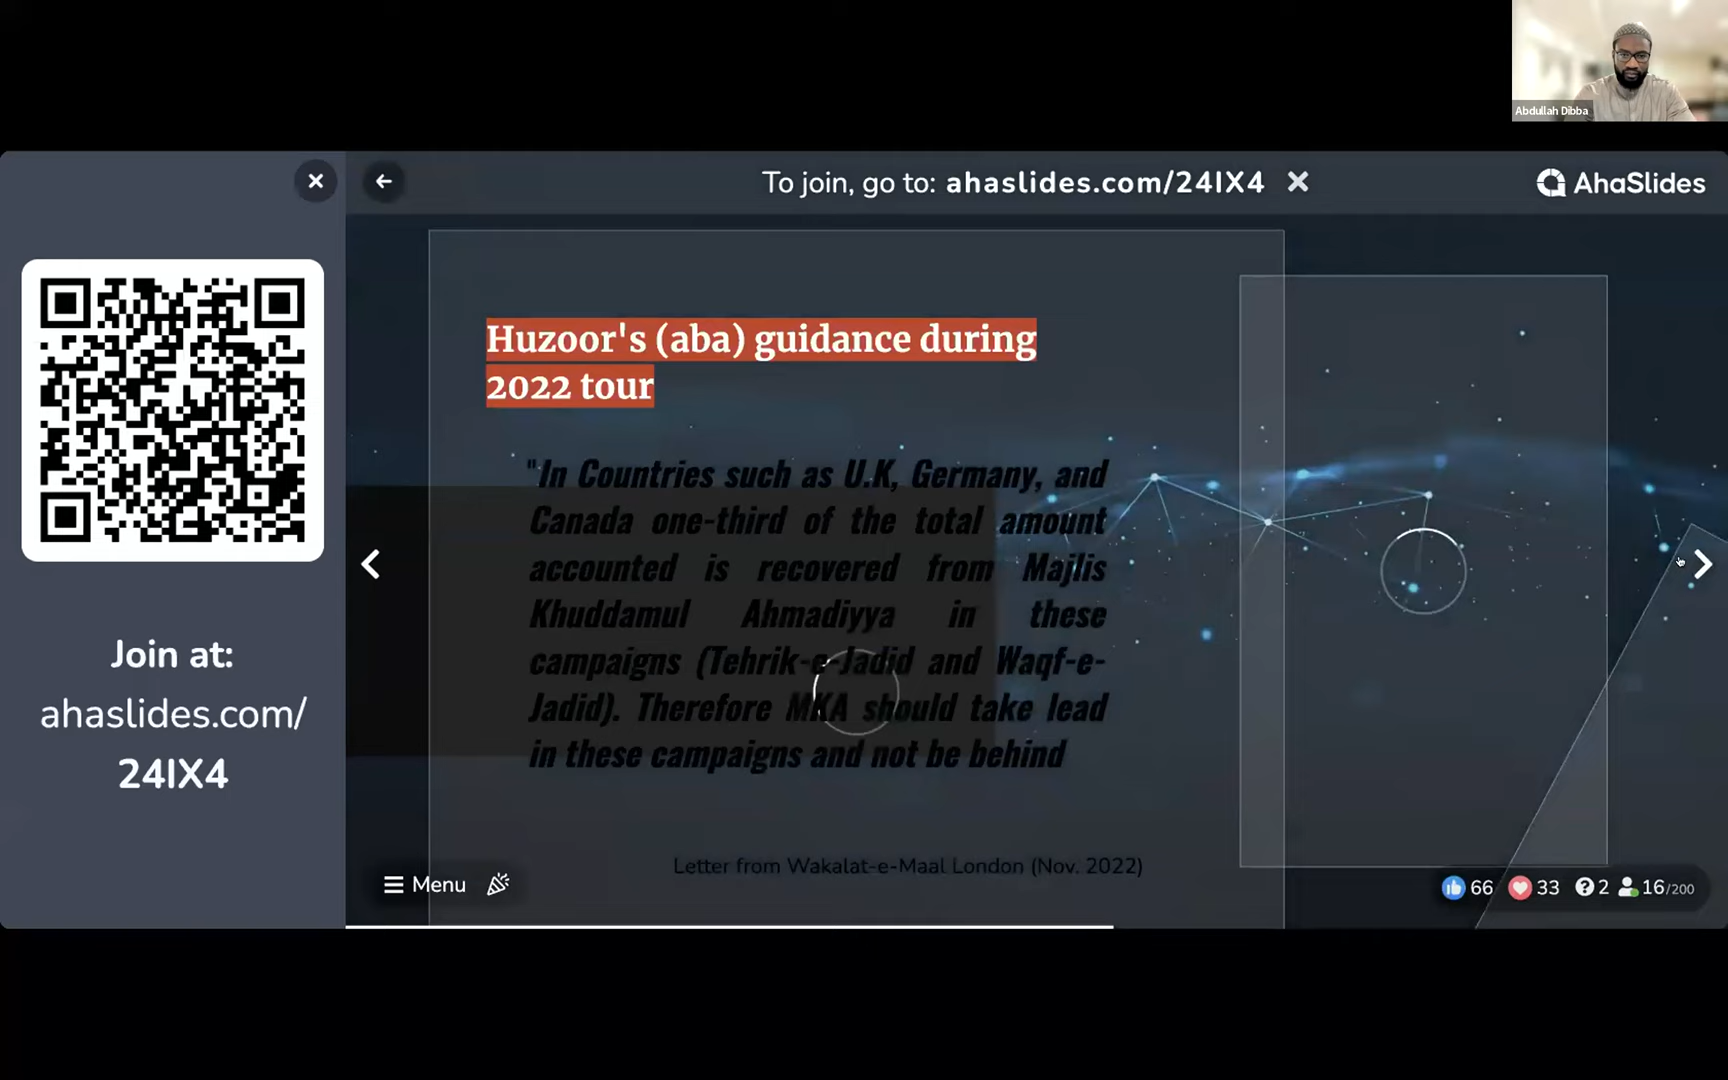 Abdullah Dibba
To join, go to: ahaslides.com/24IX4
AhaSlides
Huzoor's (aba) guidance during
2022 tour
"In Countries such as U.K, Germany, and
Canada one-third of the total amount
accounted is recovered from Majlis
Khuddamul Ahmadiyya in these
campaigns (Tehrik-e-Jadid and Waqf-e-
Jadid). Therefore MKA should take lead
in these campaigns and not be behind
Letter from Wakalat-e-Maal London (Nov. 2022)
Join at:
ahaslides.com/
24IX4
Menu
66 33 2 16/200